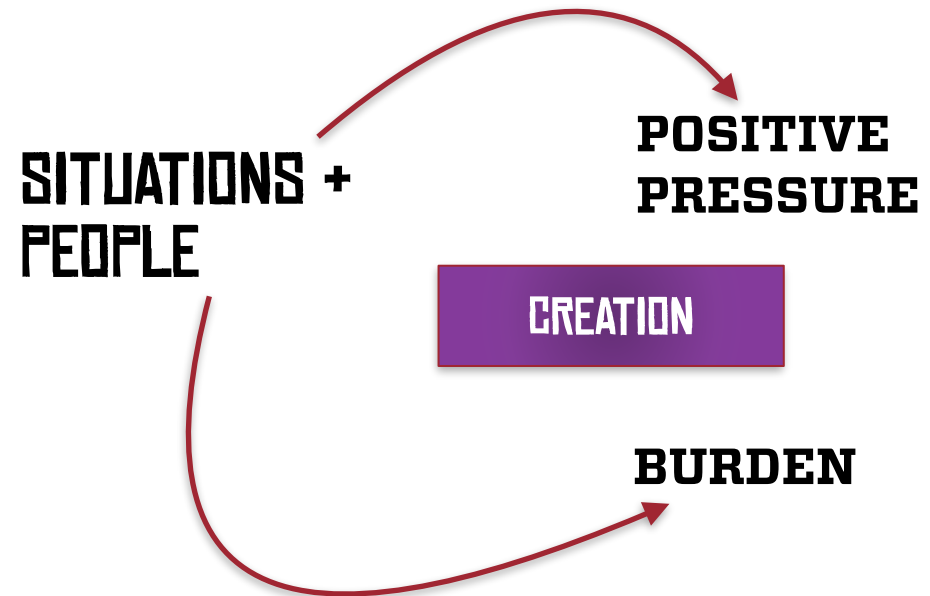 POSITIVE
PRESSURE
SITUATIONS +
PEOPLE
CREATION
BURDEN